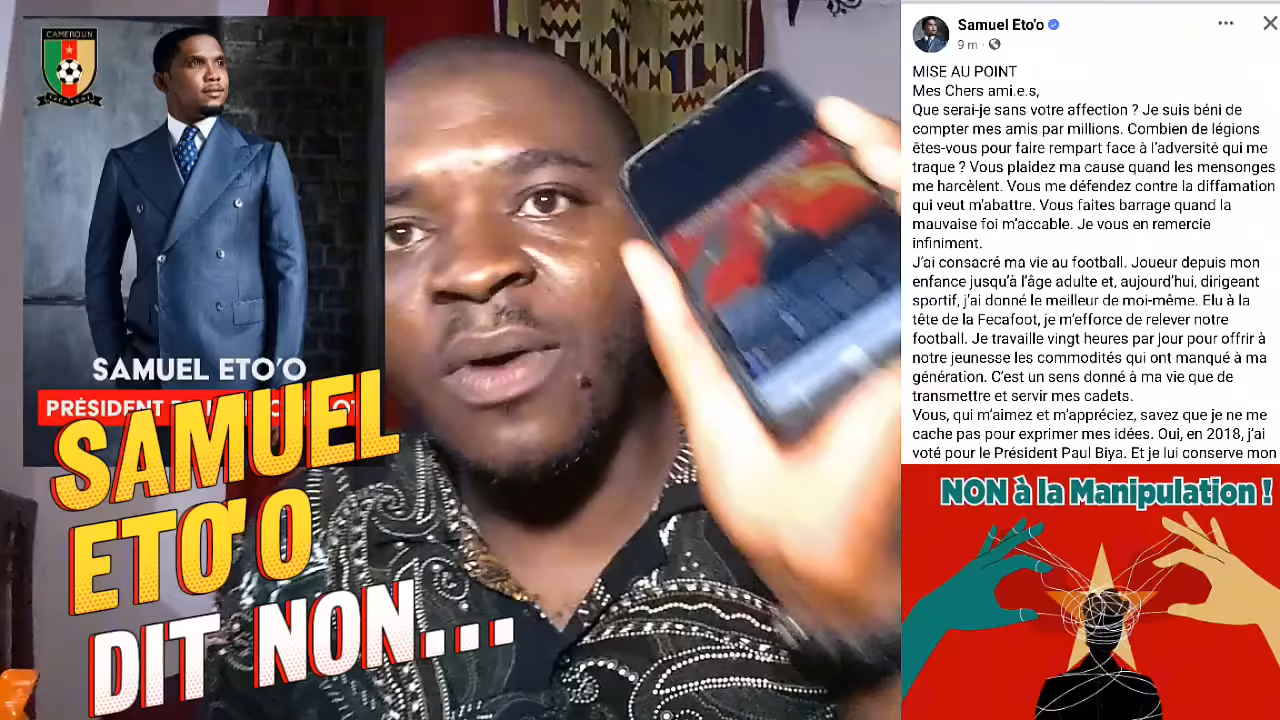 CAMEROUN
FECAFOOT
SAMUEL ETO'O
PRÉSIDENT
SAMUEL
ETO'O
DIT NON...
Samuel Eto'o
9 m
MISE AU POINT
Mes Chers ami.e.s,
Que serai-je sans votre affection ? Je suis béni de
compter mes amis par millions. Combien de légions
êtes-vous pour faire rempart face à l'adversité qui me
traque ? Vous plaidez ma cause quand les mensonges
me harcèlent. Vous me défendez contre la diffamation
qui veut m'abattre. Vous faites barrage quand la
mauvaise foi m'accable. Je vous en remercie
infiniment.
J'ai consacré ma vie au football. Joueur depuis mon
enfance jusqu'à l'âge adulte et, aujourd'hui, dirigeant
sportif, j'ai donné le meilleur de moi-même. Elu à la
tête de la Fecafoot, je m'efforce de relever notre
football. Je travaille vingt heures par jour pour offrir à
notre jeunesse les commodités qui ont manqué à ma
génération. C'est un sens donné à ma vie que de
transmettre et servir mes cadets.
Vous, qui m'aimez et m'appréciez, savez que je ne me
cache pas pour exprimer mes idées. Oui, en 2018, j'ai
voté pour le Président Paul Biya. Et je lui conserve mon
NON à la Manipulation !